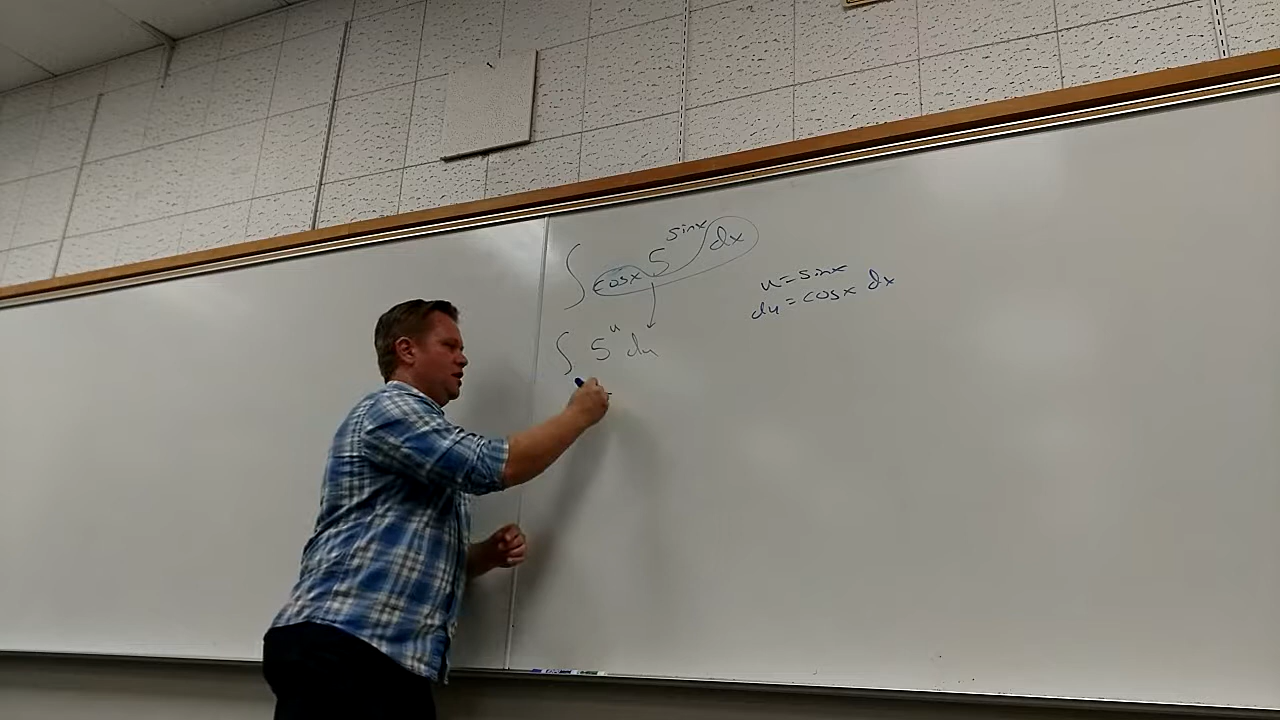 ∫ cosx 5^sinx dx
u = sinx
du = cosx dx
∫ 5^u du